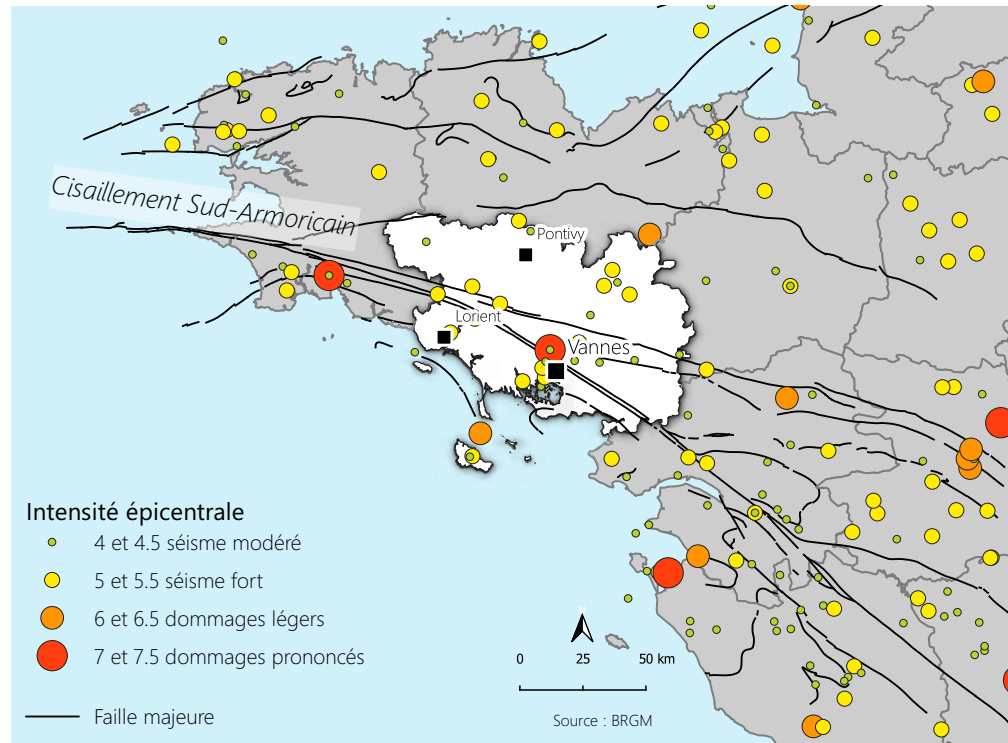 Cisaillement Sud-Armoricain
Pontivy
Lorient
Vannes
Intensité épicentrale
4 et 4.5 séisme modéré
5 et 5.5 séisme fort
6 et 6.5 dommages légers
7 et 7.5 dommages prononcés
Faille majeure
0 25 50 km
Source : BRGM